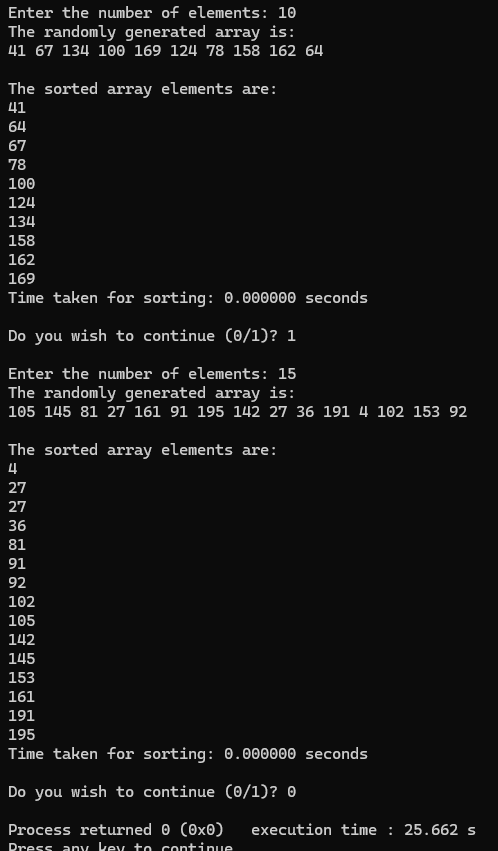 Enter the number of elements: 10
The randomly generated array is:
41 67 134 100 169 124 78 158 162 64
The sorted array elements are:
41
64
67
78
100
124
134
158
162
169
Time taken for sorting: 0.000000 seconds
Do you wish to continue (0/1)? 1
Enter the number of elements: 15
The randomly generated array is:
105 145 81 27 161 91 195 142 27 36 191 4 102 153 92
The sorted array elements are:
4
27
27
36
81
91
92
102
105
142
145
153
161
191
195
Time taken for sorting: 0.000000 seconds
Do you wish to continue (0/1)? 0
Process returned 0 (0x0)   execution time : 25.662 s
Press any key to continue